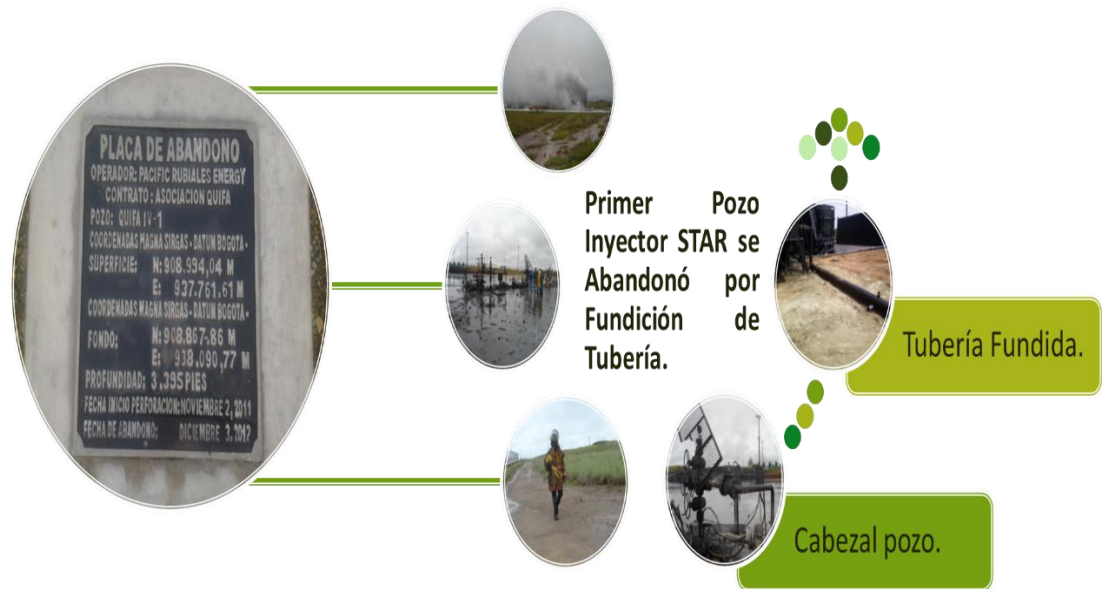 PLACA DE ABANDONO
OPERADOR: PACIFIC RUBIALES ENERGY
CONTRATO: ASOCIACION QUIFA
POZO: QUIFA IV-1
COORDENADAS MAGNA SIRGAS-DATUM BOGOTA-
SUPERFICIE: N: 908.994,04 M
E: 937.761.61 M
COORDENADAS MAGNA SIRGAS-DATUM BOGOTA-
FONDO: N: 908.867-86 M
E: 938.090,77 M
PROFUNDIDAD: 3.395 PIES
FECHA INICIO PERFORACION: NOVIEMBRE 2, 2011
FECHA DE ABANDONO: DICIEMBRE 3.2012
Primer Pozo
Inyector STAR se
Abandonó por
Fundición de
Tubería.
Tubería Fundida.
Cabezal pozo.